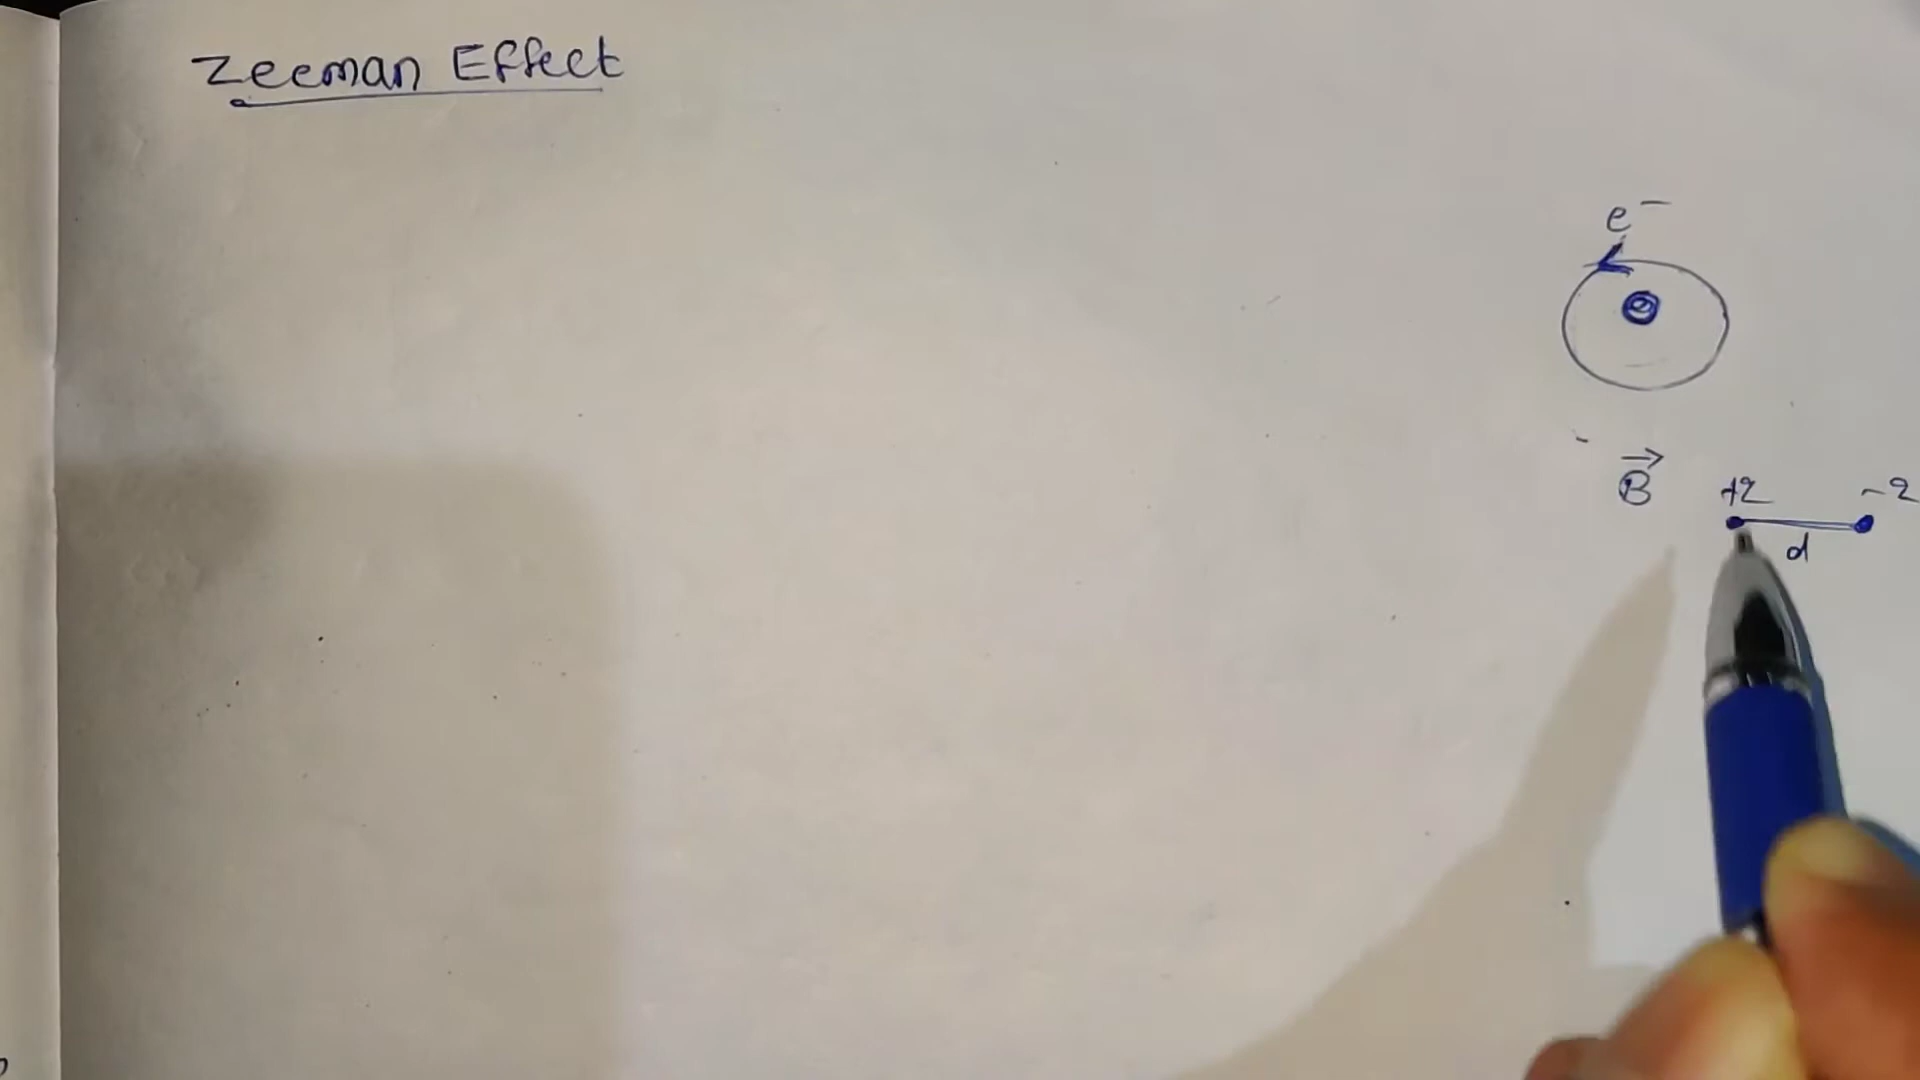 Zeeman Effect
e⁻
B⃗
+q -q
d